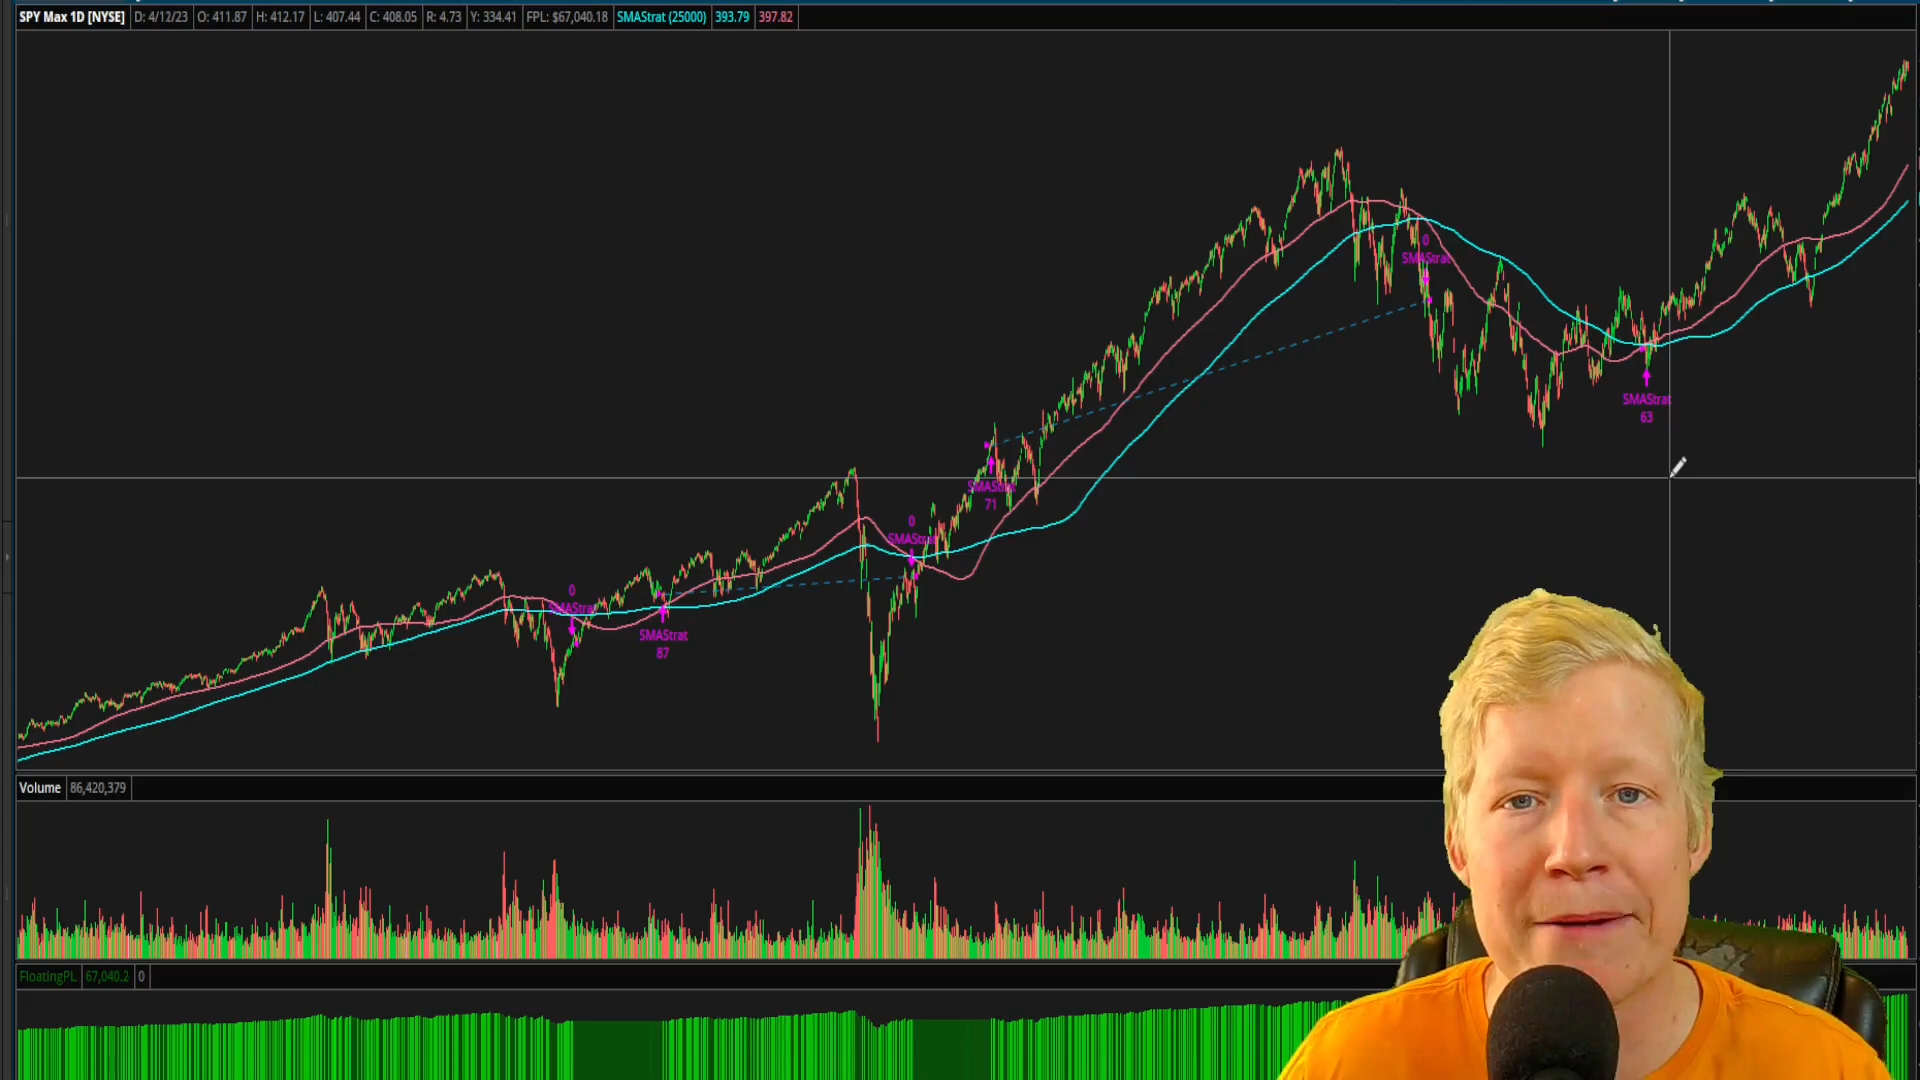 SPY Max 1D [NYSE] D: 4/12/23 O: 411.87 H: 412.17 L: 407.44 C: 408.05 R: 4.73 Y: 334.41 FPL: $67,040.18 SMAStrat (25000) 393.79 397.82
0
SMAStrat
SMAStrat
63
SMAStrat
71
0
SMAStrat
0
SMAStrat
SMAStrat
87
Volume 86,420,379
FloatingPL 67,040.2 0